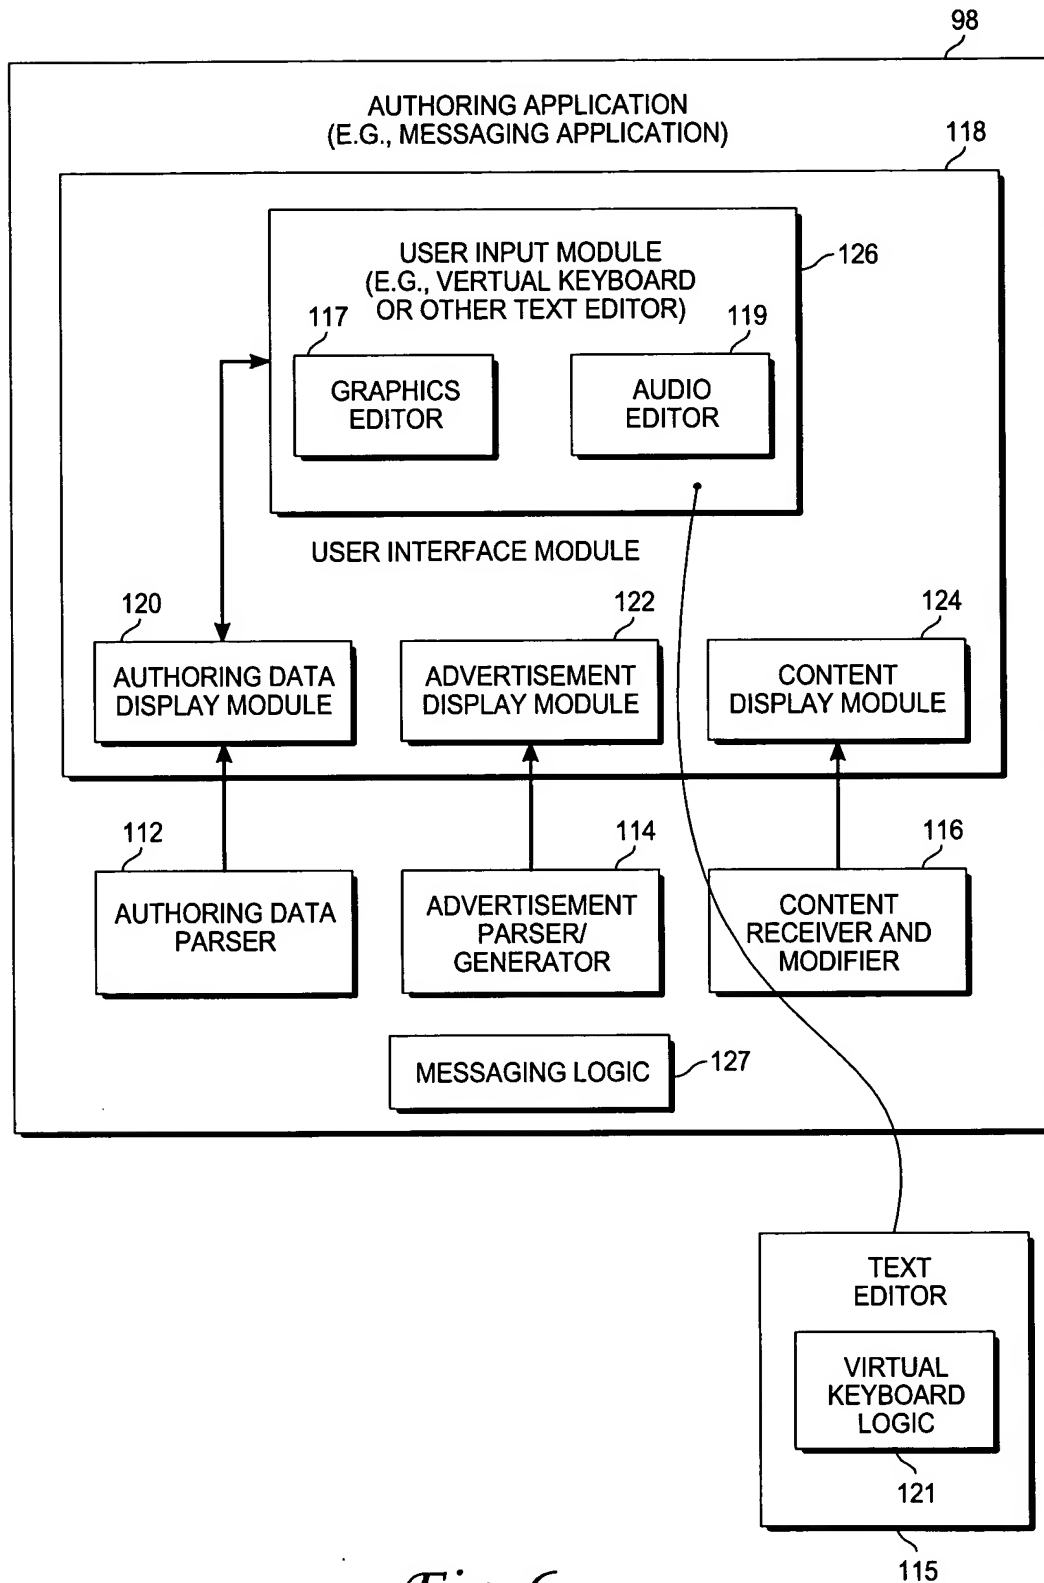 98
AUTHORING APPLICATION
(E.G., MESSAGING APPLICATION)
118
USER INPUT MODULE
(E.G., VERTUAL KEYBOARD
OR OTHER TEXT EDITOR)
126
117
119
GRAPHICS
EDITOR
AUDIO
EDITOR
USER INTERFACE MODULE
120
122
124
AUTHORING DATA
DISPLAY MODULE
ADVERTISEMENT
DISPLAY MODULE
CONTENT
DISPLAY MODULE
112
114
116
AUTHORING DATA
PARSER
ADVERTISEMENT
PARSER/
GENERATOR
CONTENT
RECEIVER AND
MODIFIER
MESSAGING LOGIC
127
TEXT
EDITOR
VIRTUAL
KEYBOARD
LOGIC
121
115
Fig. 6